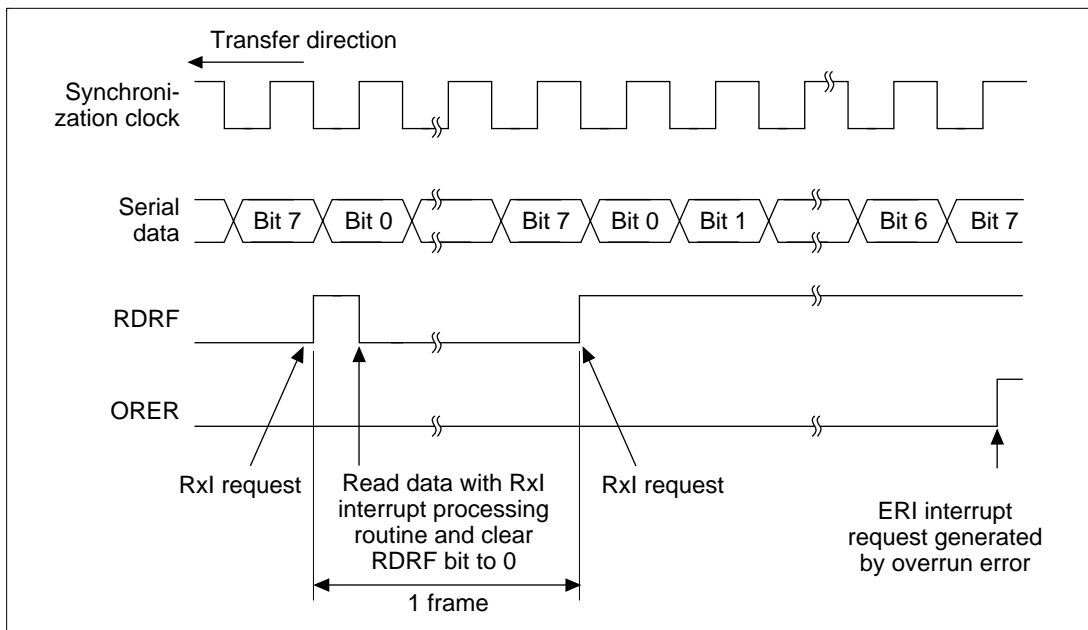 Transfer direction
Synchroni-
zation clock
Serial
data
Bit 7
Bit 0
Bit 7
Bit 0
Bit 1
Bit 6
Bit 7
RDRF
ORER
RxI request
Read data with RxI
interrupt processing
routine and clear
RDRF bit to 0
RxI request
ERI interrupt
request generated
by overrun error
1 frame